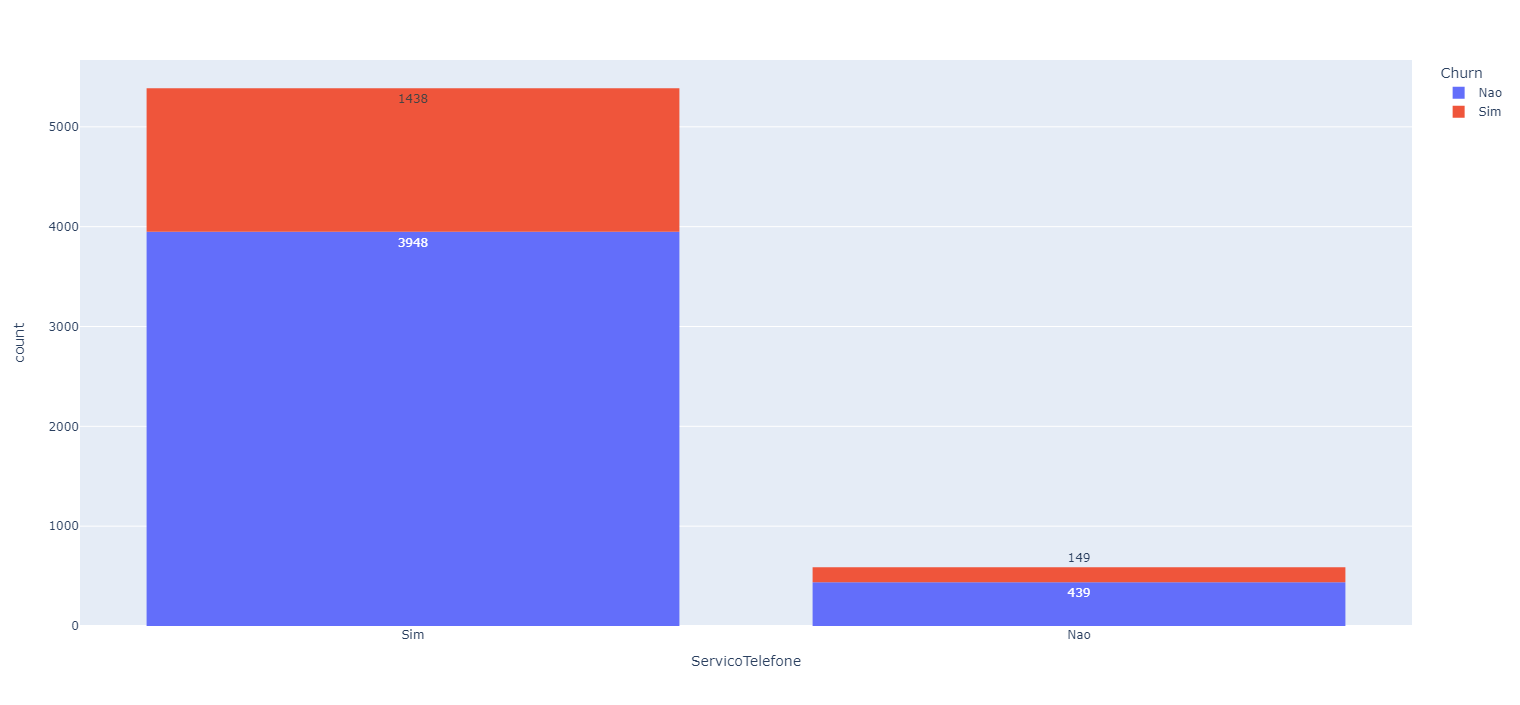 Churn
Nao
Sim
1438
3948
149
439
5000
4000
3000
2000
1000
0
count
Sim
Nao
ServicoTelefone